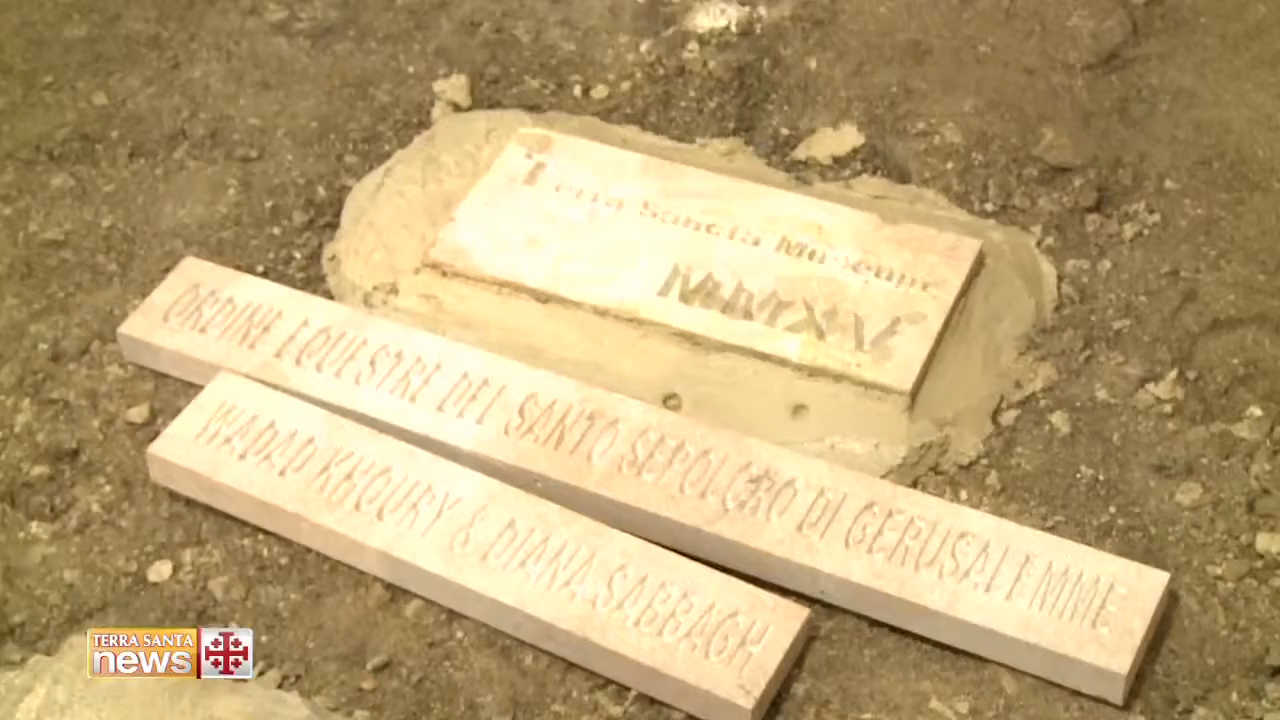 Terra Sancta Museum
MMXV
ORDINE EQUESTRE DEL SANTO SEPOLCRO DI GERUSALEMME
WADAD KHOURY & DIANA SABBAGH
TERRA SANTA
news